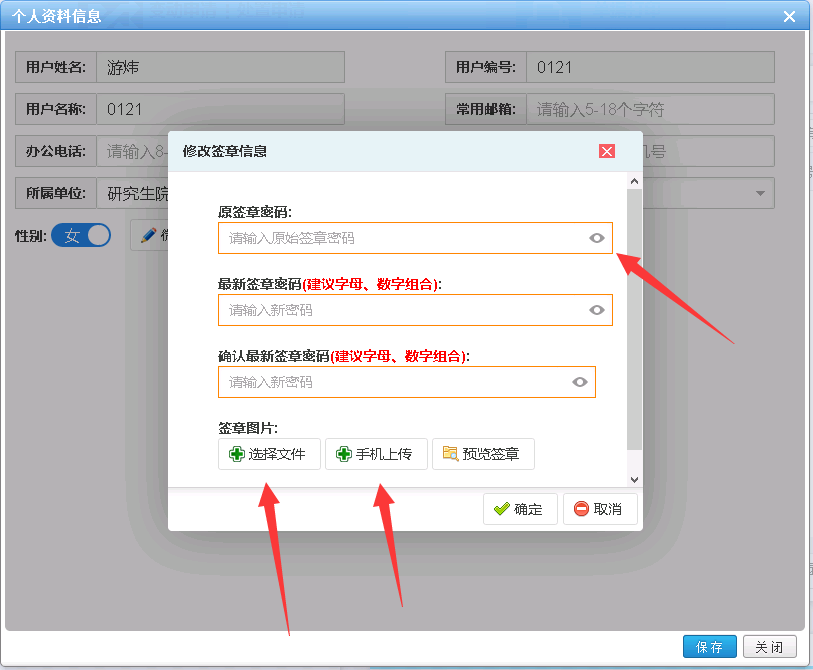 个人资料信息
用户姓名: 游炜
用户编号: 0121
用户名称: 0121
常用邮箱: 请输入5-18个字符
办公电话: 请输入8-
机号
所属单位: 研究生院
性别: 女
修改签章信息
原签章密码:
请输入原始签章密码
最新签章密码(建议字母、数字组合):
请输入新密码
确认最新签章密码(建议字母、数字组合):
请输入新密码
签章图片:
选择文件 手机上传 预览签章
确定 取消
保存 关闭